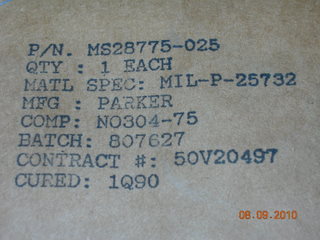 P/N. MS28775-025
QTY : 1 EACH
MATL SPEC: MIL-P-25732
MFG : PARKER
COMP: N0304-75
BATCH: 807627
CONTRACT #: 50V20497
CURED: 1Q90
08.09.2010